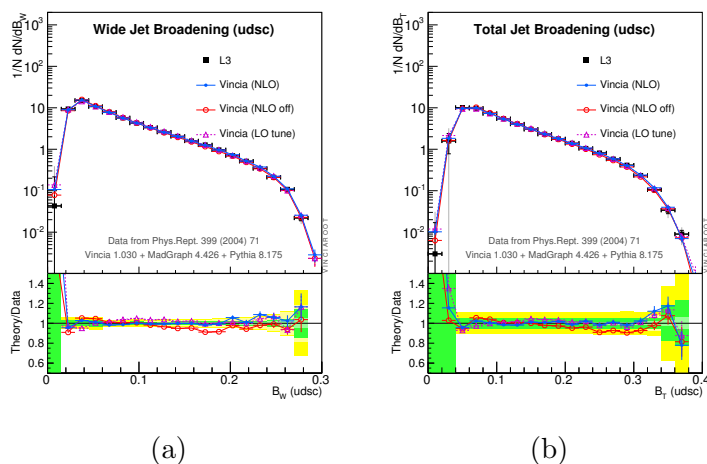 Wide Jet Broadening (udsc)
1/N dN/dB_W
10³
10²
10
1
10⁻¹
10⁻²
L3
Vincia (NLO)
Vincia (NLO off)
Vincia (LO tune)
Data from Phys.Rept. 399 (2004) 71
Vincia 1.030 + MadGraph 4.426 + Pythia 8.175
VINCIAROOT
Theory/Data
1.4
1.2
1
0.8
0.6
0 0.1 0.2 0.3
B_W (udsc)
(a)
Total Jet Broadening (udsc)
1/N dN/dB_T
10³
10²
10
1
10⁻¹
10⁻²
L3
Vincia (NLO)
Vincia (NLO off)
Vincia (LO tune)
Data from Phys.Rept. 399 (2004) 71
Vincia 1.030 + MadGraph 4.426 + Pythia 8.175
VINCIAROOT
Theory/Data
1.4
1.2
1
0.8
0.6
0 0.1 0.2 0.3 0.4
B_T (udsc)
(b)